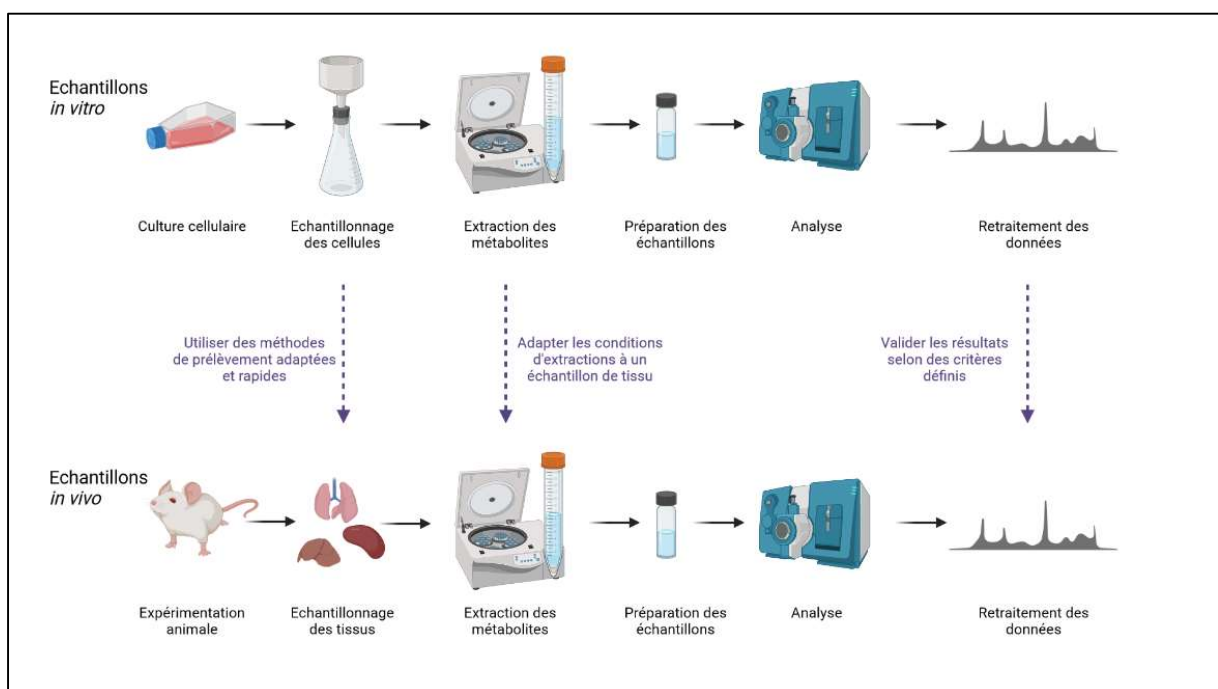 Echantillons
in vitro
Culture cellulaire
Echantillonnage
des cellules
Extraction des
métabolites
Préparation des
échantillons
Analyse
Retraitement des
données
Utiliser des méthodes
de prélèvement adaptées
et rapides
Adapter les conditions
d'extractions à un
échantillon de tissu
Valider les résultats
selon des critères
définis
Echantillons
in vivo
Expérimentation
animale
Echantillonnage
des tissus
Extraction des
métabolites
Préparation des
échantillons
Analyse
Retraitement des
données